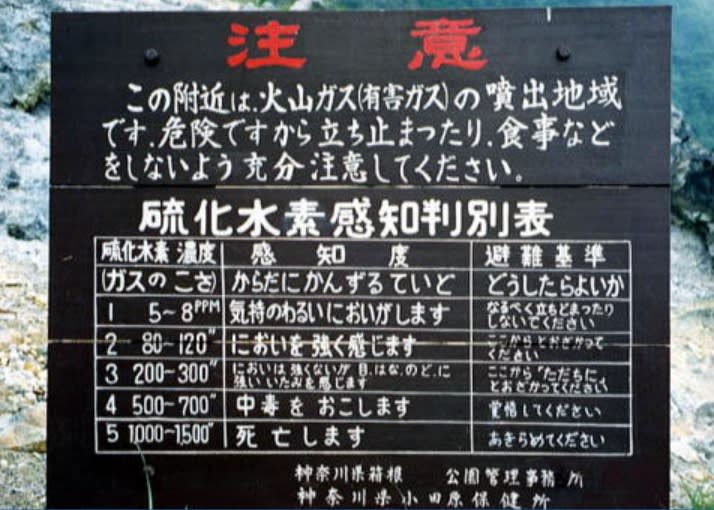 注意
この附近は、火山ガス(有害ガス)の噴出地域
です、危険ですから立ち止まったり、食事など
をしないよう充分注意してください。
硫化水素感知判別表
硫化水素濃度 感知度 避難基準
(ガスのこさ) からだにかんずるていど どうしたらよいか
1 5~8PPM 気持のわるいにおいがします なるべく立ちどまったり
しないでください
2 80~120〃 においを強く感じます ここからとおざかって
ください
3 200~300〃 においは強くないが目、はな、のど、に
強いいたみを感じます ここから「ただちに」
とおざかってください
4 500~700〃 中毒をおこします 覚悟してください
5 1000~1,500〃 死亡します あきらめてください
神奈川県箱根 公園管理事務所
神奈川県小田原保健所